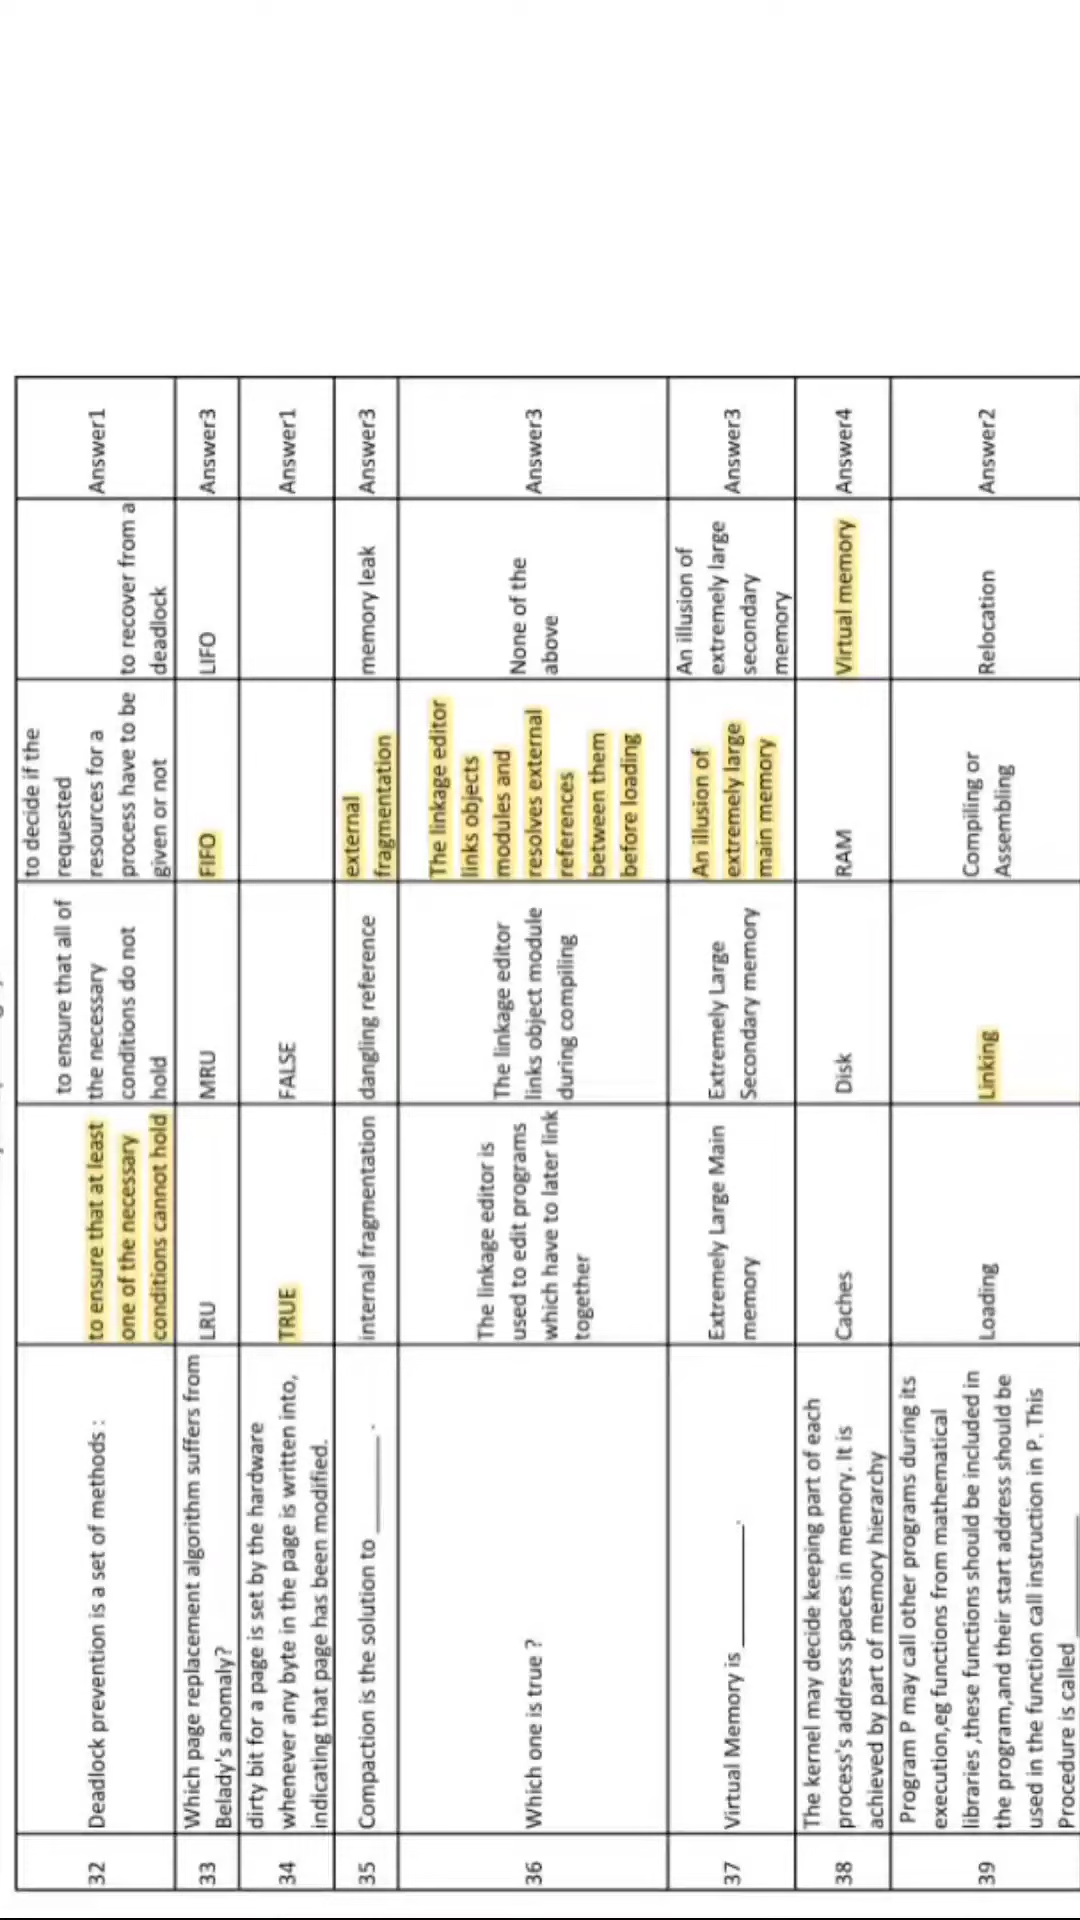 32
Deadlock prevention is a set of methods :
to ensure that at least
one of the necessary
conditions cannot hold
to ensure that all of
the necessary
conditions do not
hold
to decide if the
requested
resources for a
process have to be
given or not
to recover from a
deadlock
Answer1
33
Which page replacement algorithm suffers from
Belady's anomaly?
LRU
MRU
FIFO
LIFO
Answer3
34
dirty bit for a page is set by the hardware
whenever any byte in the page is written into,
indicating that page has been modified.
TRUE
FALSE
Answer1
35
Compaction is the solution to _______ .
internal fragmentation
dangling reference
external
fragmentation
memory leak
Answer3
36
Which one is true ?
The linkage editor is
used to edit programs
which have to later link
together
The linkage editor
links object module
during compiling
The linkage editor
links objects
modules and
resolves external
references
between them
before loading
None of the
above
Answer3
37
Virtual Memory is _________.
Extremely Large Main
memory
Extremely Large
Secondary memory
An illusion of
extremely large
main memory
An illusion of
extremely large
secondary
memory
Answer3
38
The kernel may decide keeping part of each
process's address spaces in memory. It is
achieved by part of memory hierarchy
Caches
Disk
RAM
Virtual memory
Answer4
39
Program P may call other programs during its
execution,eg functions from mathematical
libraries ,these functions should be included in
the program,and their start address should be
used in the function call instruction in P. This
Procedure is called _________
Loading
Linking
Compiling or
Assembling
Relocation
Answer2